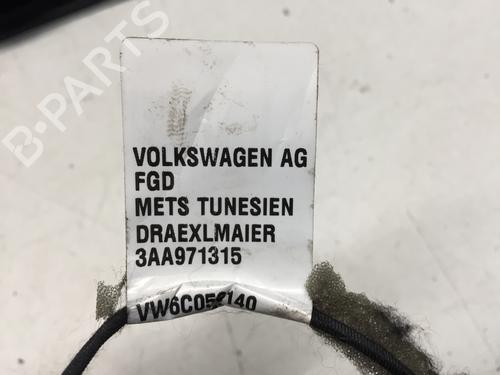 B-PARTS
VOLKSWAGEN AG
FGD
METS TUNESIEN
DRAEXLMAIER
3AA971315